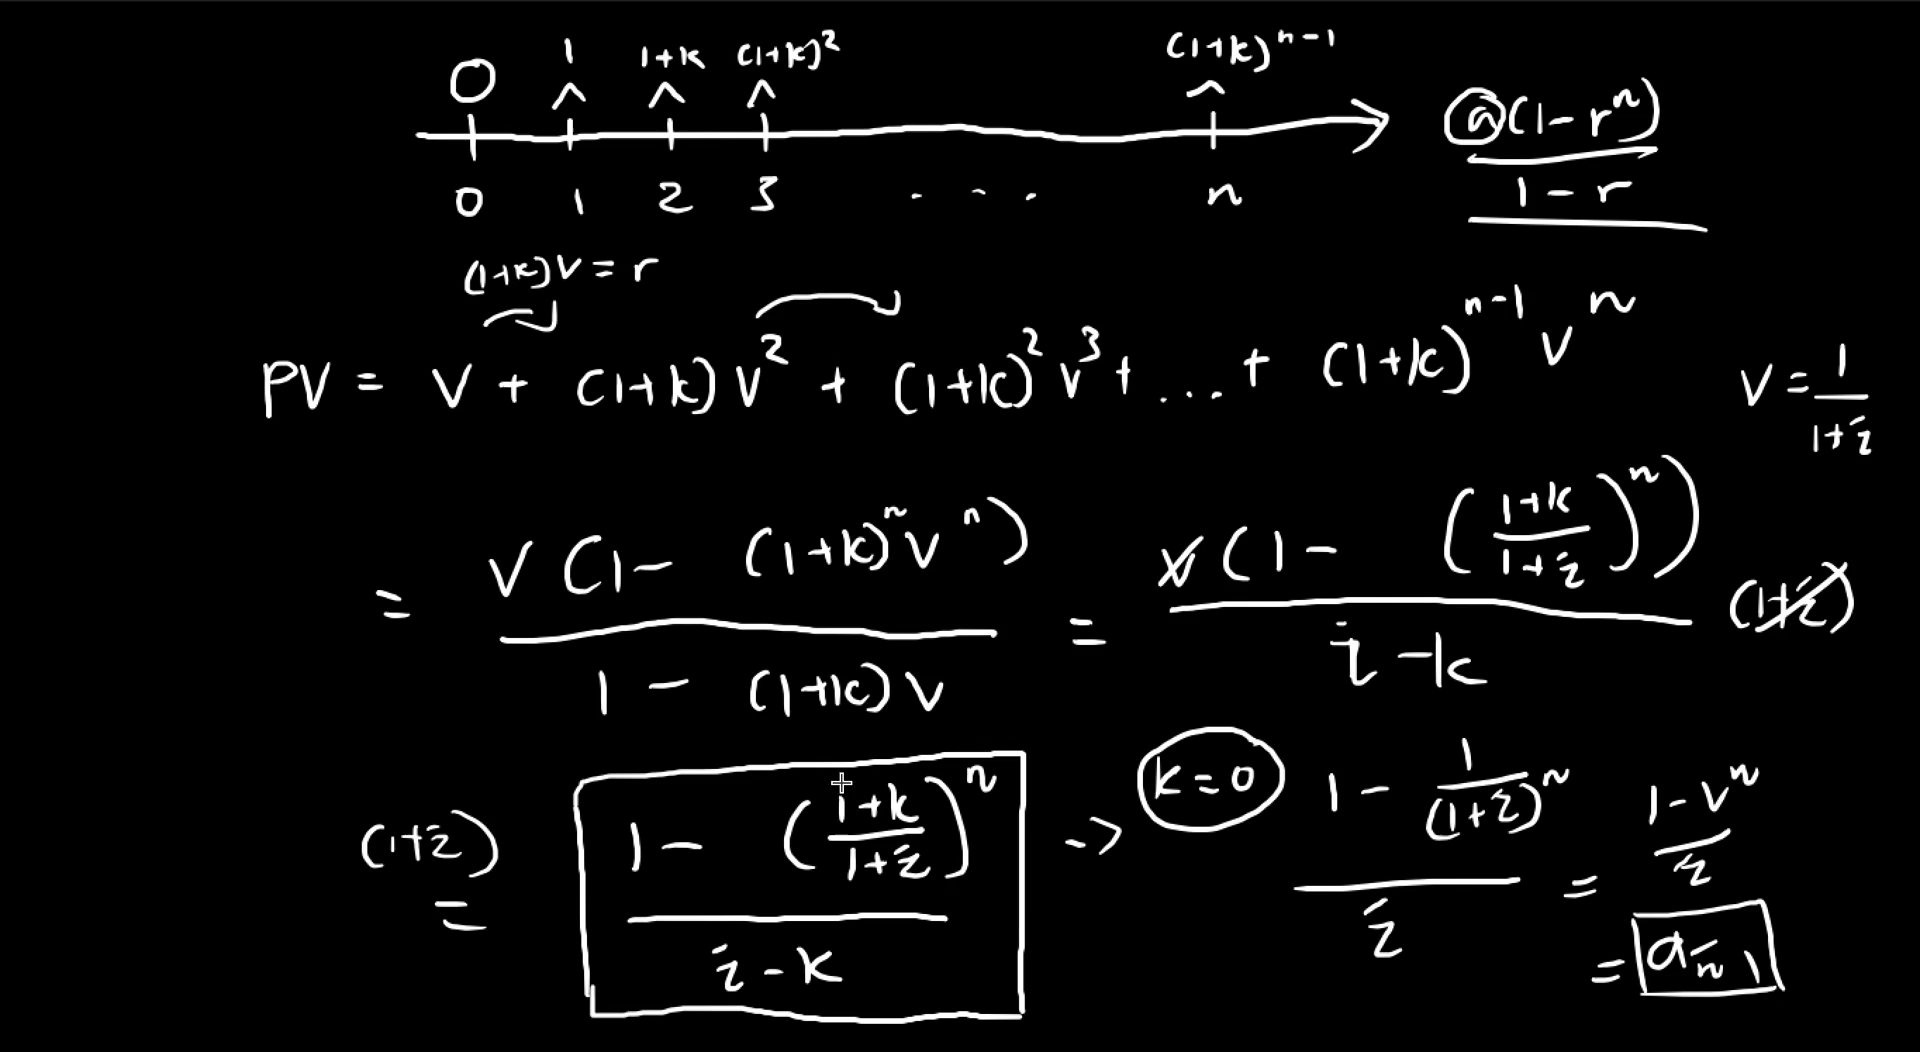 0 1 1+k (1+k)^2 (1+k)^{n-1}
0 1 2 3 . . . n
a(1-r^n) / 1-r
(1+k)v = r
PV = v + (1+k)v^2 + (1+k)^2 v^3 + ... + (1+k)^{n-1} v^n
v = 1/(1+i)
= v(1-(1+k)^n v^n) / 1-(1+k)v = v(1-((1+k)/(1+i))^n) / i-k (1+i)
(1+i) = 1-((1+k)/(1+i))^n / i-k -> k=0 1-1/(1+i)^n / i = 1-v^n / i
= a_n˥